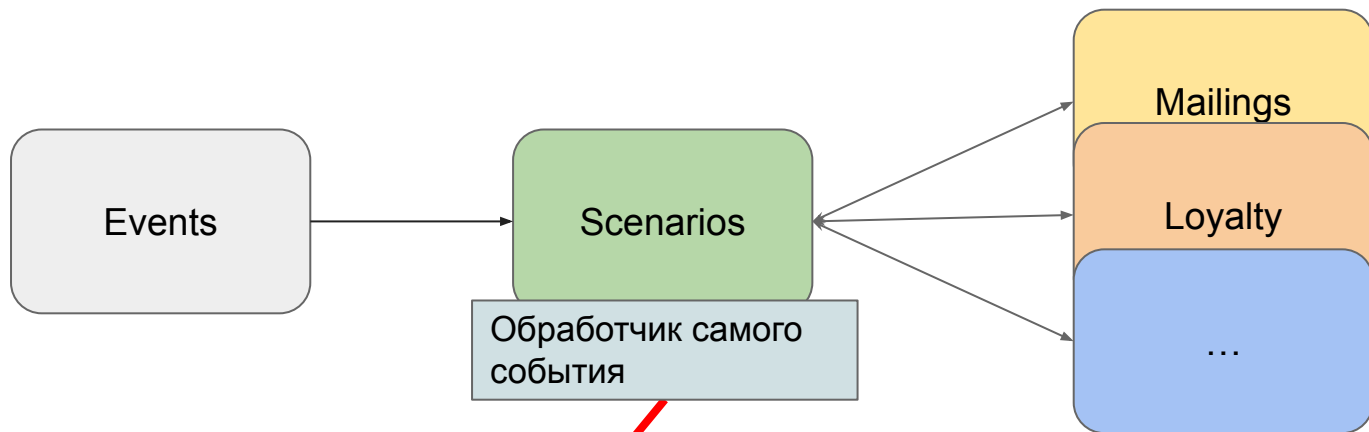 Events
Scenarios
Обработчик самого
события
Mailings
Loyalty
…